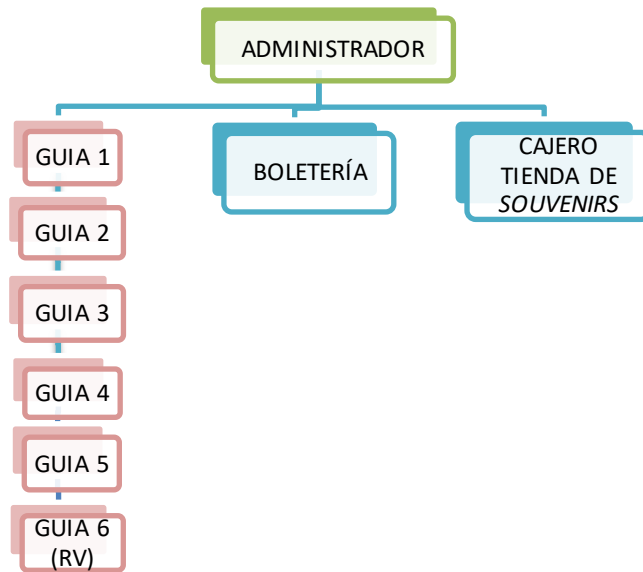 ADMINISTRADOR
GUIA 1
BOLETERÍA
CAJERO
TIENDA DE
SOUVENIRS
GUIA 2
GUIA 3
GUIA 4
GUIA 5
GUIA 6
(RV)